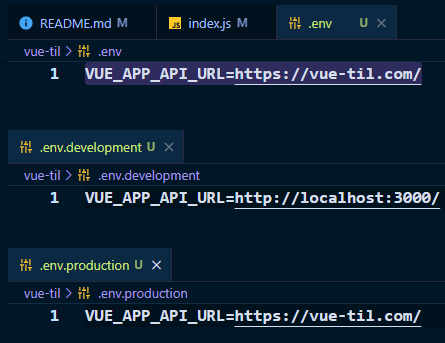 README.md M JS index.js M .env U ×
vue-til > .env
1 VUE_APP_API_URL=https://vue-til.com/
.env.development U ×
vue-til > .env.development
1 VUE_APP_API_URL=http://localhost:3000/
.env.production U ×
vue-til > .env.production
1 VUE_APP_API_URL=https://vue-til.com/